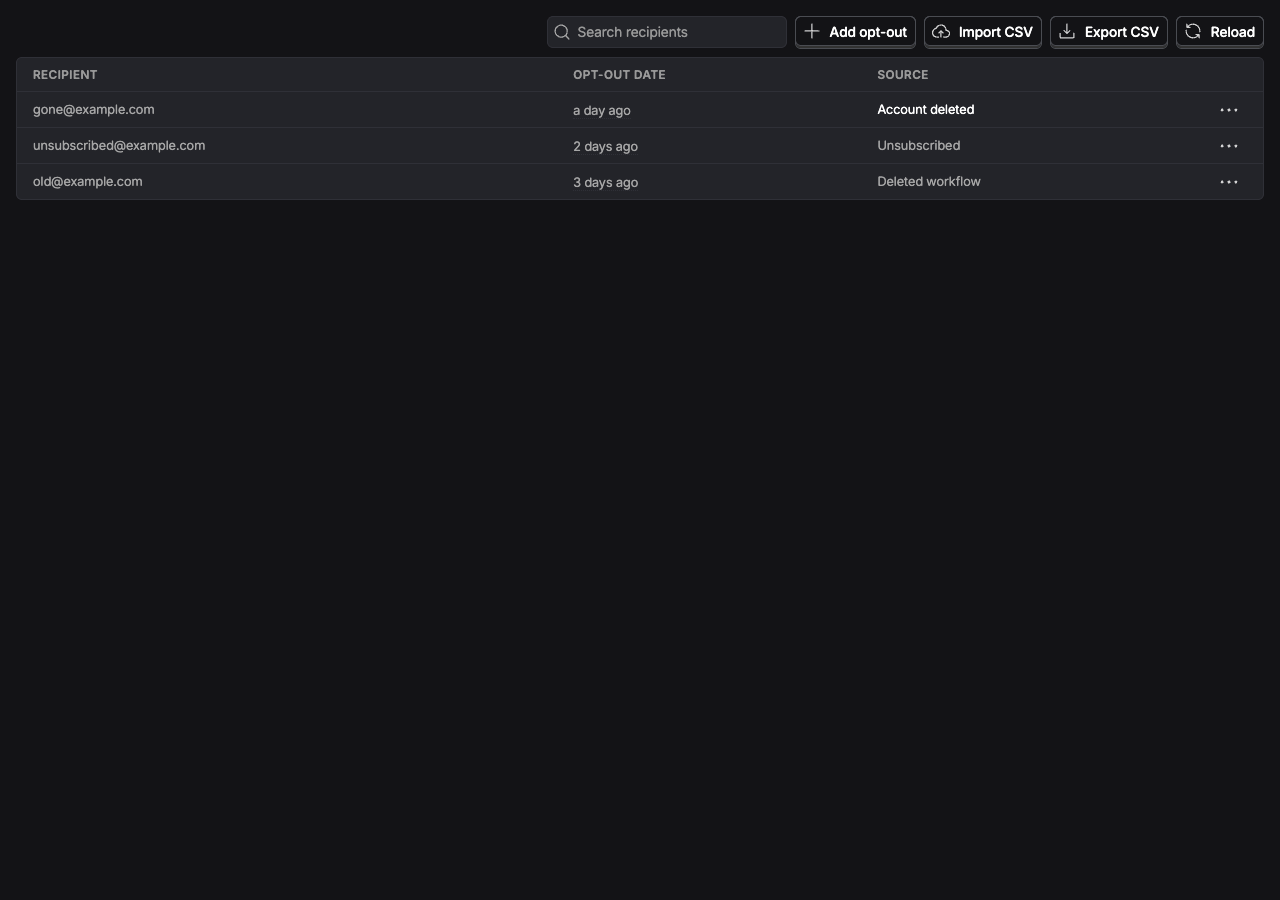 Search recipients Add opt-out Import CSV Export CSV Reload
RECIPIENT OPT-OUT DATE SOURCE
gone@example.com a day ago Account deleted
unsubscribed@example.com 2 days ago Unsubscribed
old@example.com 3 days ago Deleted workflow